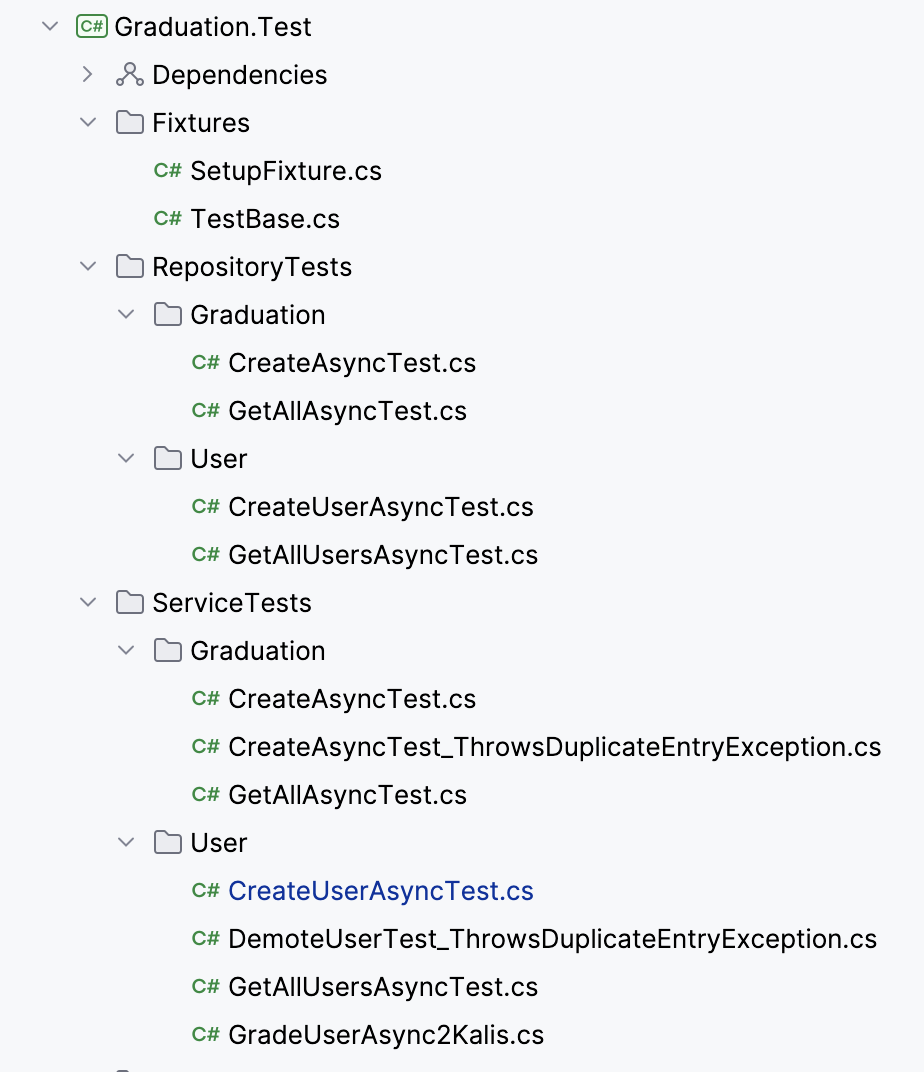 C# Graduation.Test
Dependencies
Fixtures
C# SetupFixture.cs
C# TestBase.cs
RepositoryTests
Graduation
C# CreateAsyncTest.cs
C# GetAllAsyncTest.cs
User
C# CreateUserAsyncTest.cs
C# GetAllUsersAsyncTest.cs
ServiceTests
Graduation
C# CreateAsyncTest.cs
C# CreateAsyncTest_ThrowsDuplicateEntryException.cs
C# GetAllAsyncTest.cs
User
C# CreateUserAsyncTest.cs
C# DemoteUserTest_ThrowsDuplicateEntryException.cs
C# GetAllUsersAsyncTest.cs
C# GradeUserAsync2Kalis.cs